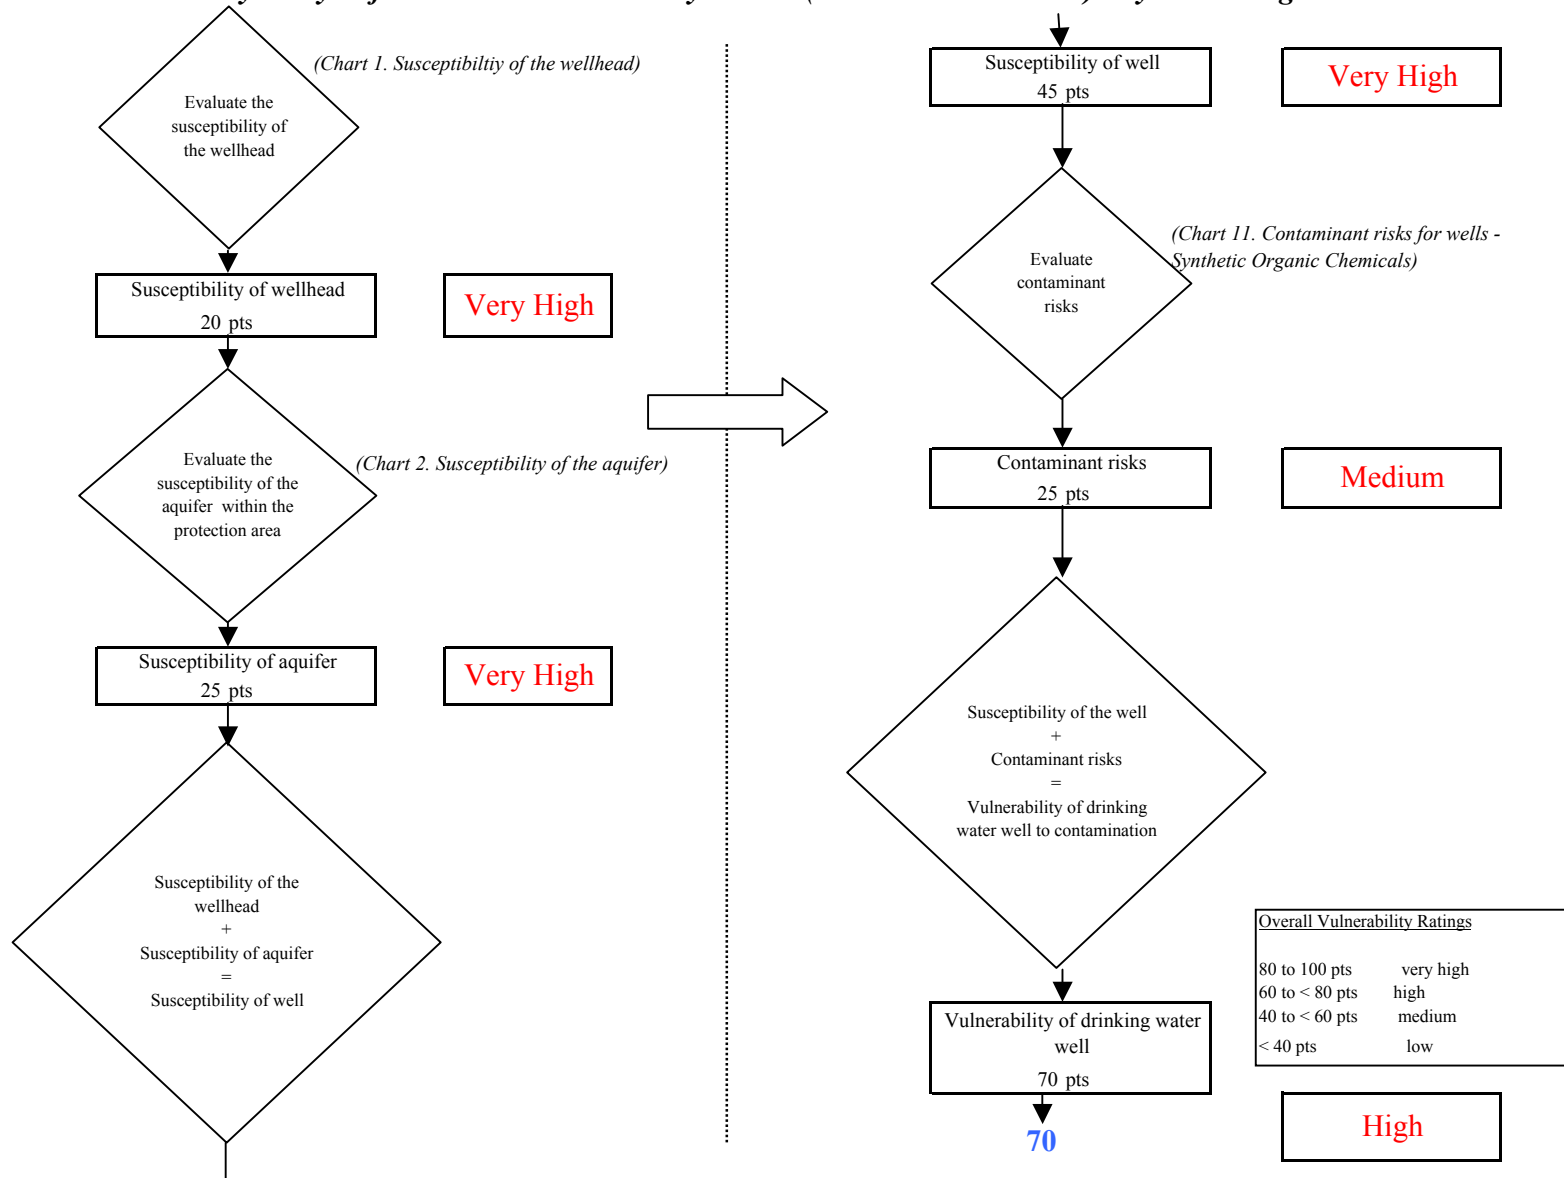 (Chart 1. Susceptibiltiy of the wellhead)
Evaluate the
susceptibility of
the wellhead
Susceptibility of wellhead
20 pts
Very High
Evaluate the
susceptibility of the
aquifer within the
protection area
(Chart 2. Susceptibility of the aquifer)
Susceptibility of aquifer
25 pts
Very High
Susceptibility of the
wellhead
+
Susceptibility of aquifer
=
Susceptibility of well
Susceptibility of well
45 pts
Very High
(Chart 11. Contaminant risks for wells -
Synthetic Organic Chemicals)
Evaluate
contaminant
risks
Contaminant risks
25 pts
Medium
Susceptibility of the well
+
Contaminant risks
=
Vulnerability of drinking
water well to contamination
Overall Vulnerability Ratings
80 to 100 pts very high
60 to < 80 pts high
40 to < 60 pts medium
< 40 pts low
Vulnerability of drinking water
well
70 pts
70
High